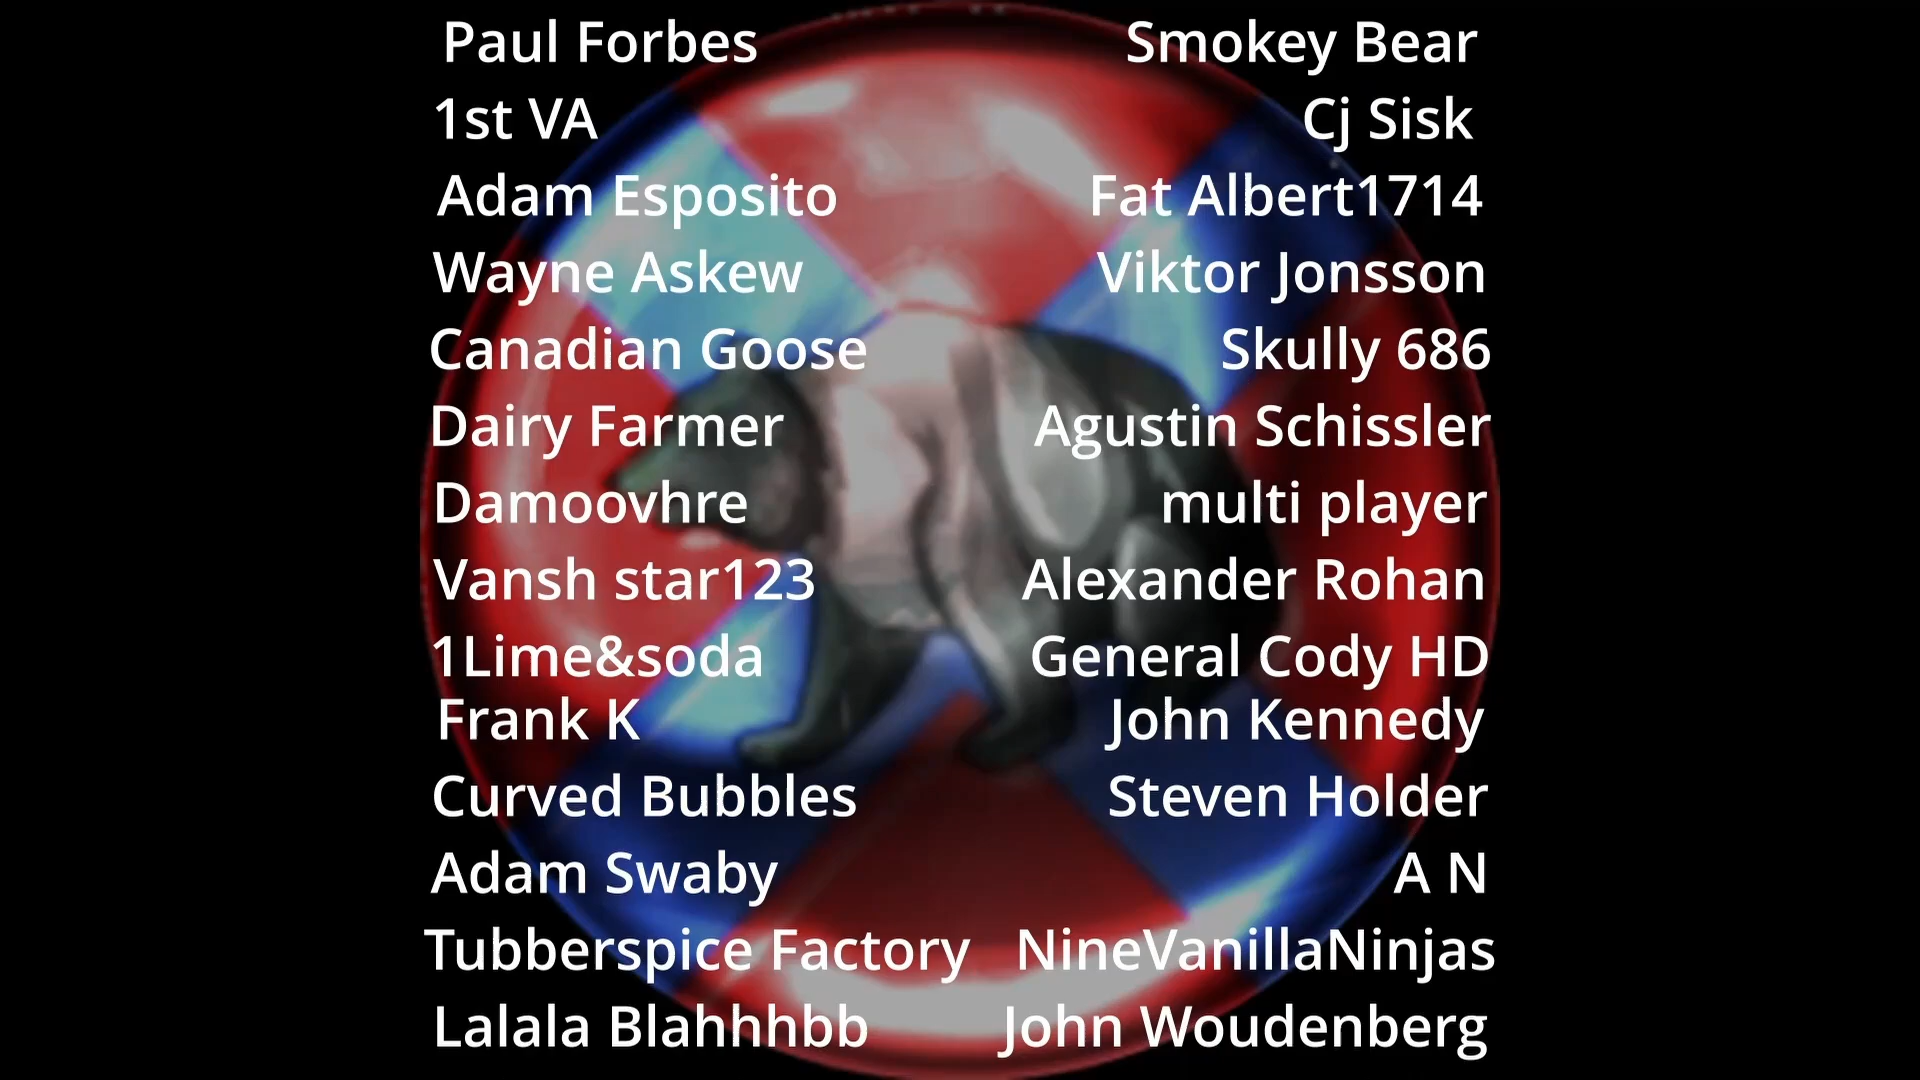 Paul Forbes Smokey Bear
1st VA Cj Sisk
Adam Esposito Fat Albert1714
Wayne Askew Viktor Jonsson
Canadian Goose Skully 686
Dairy Farmer Agustin Schissler
Damoovhre multi player
Vansh star123 Alexander Rohan
1Lime&soda General Cody HD
Frank K John Kennedy
Curved Bubbles Steven Holder
Adam Swaby A N
Tubberspice Factory NineVanillaNinjas
Lalala Blahhhbb John Woudenberg